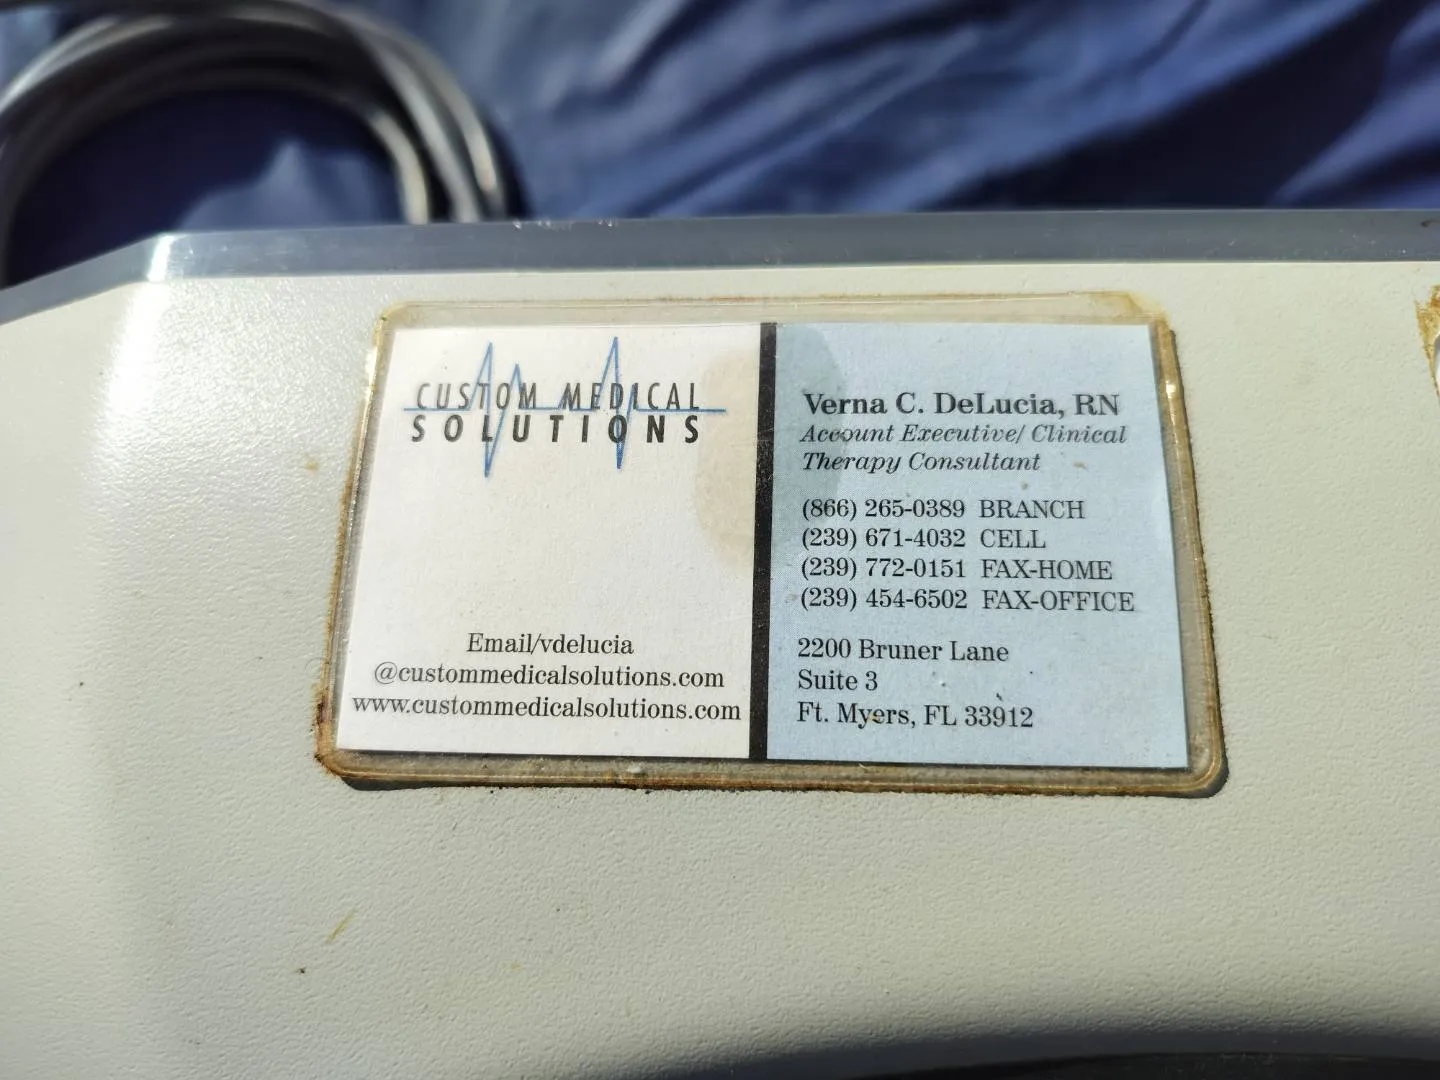 CUSTOM MEDICAL
SOLUTIONS
Email/vdelucia
@custommedicalsolutions.com
www.custommedicalsolutions.com
Verna C. DeLucia, RN
Account Executive/ Clinical
Therapy Consultant
(866) 265-0389 BRANCH
(239) 671-4032 CELL
(239) 772-0151 FAX-HOME
(239) 454-6502 FAX-OFFICE
2200 Bruner Lane
Suite 3
Ft. Myers, FL 33912